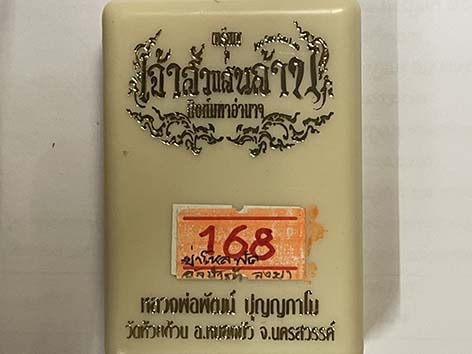 เหรียญ
รุ่น
เจ้าสัวแสนล้าน
สิงห์มหาอำนาจ
168
หลวงพ่อพัฒน์ ปุญญกาโม
วัดห้วยด้วน อ.หนองบัว จ.นครสวรรค์